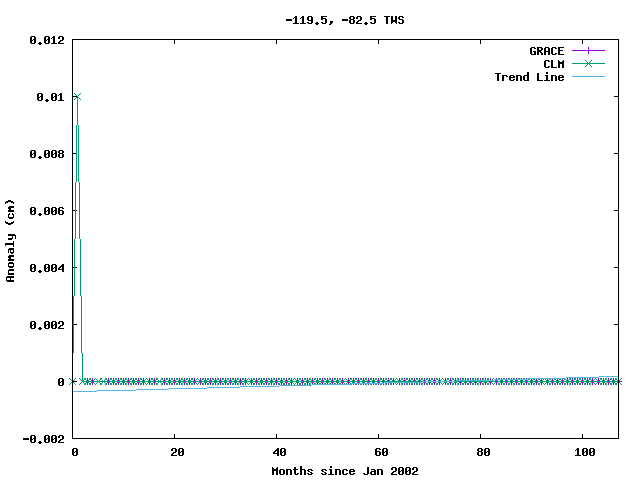 -119.5, -82.5 TWS
GRACE
CLM
Trend Line
0.012
0.01
0.008
0.006
0.004
0.002
0
-0.002
Anomaly (cm)
0 20 40 60 80 100
Months since Jan 2002